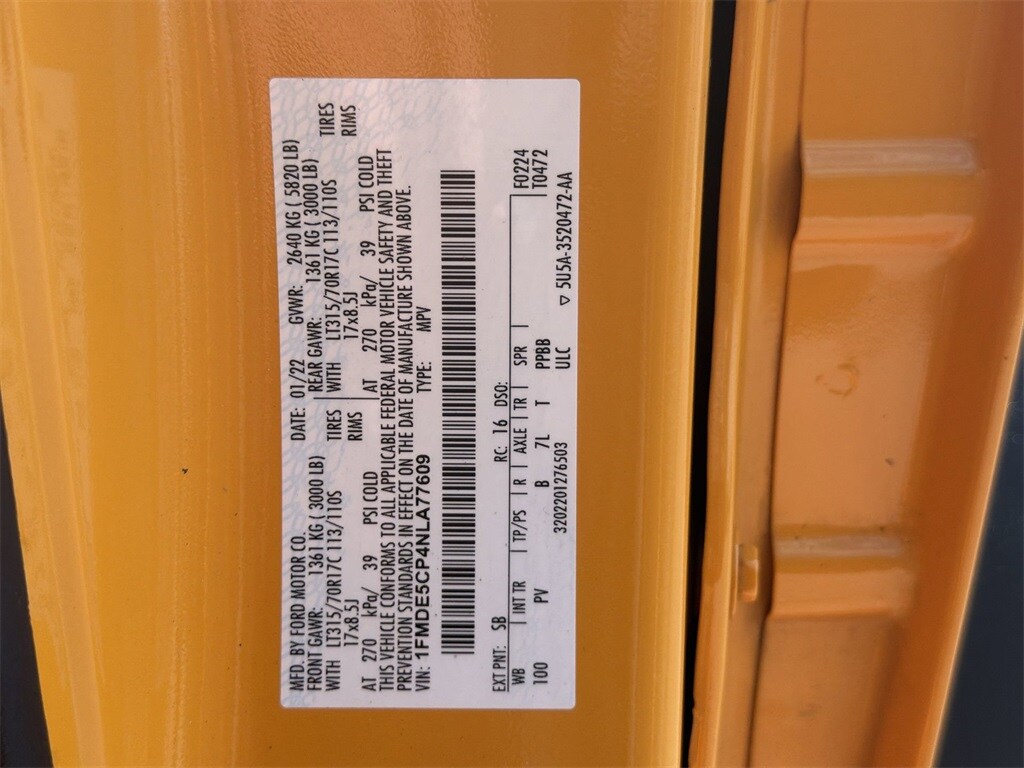 MFD. BY FORD MOTOR CO. DATE: 01/22 GVWR: 2640 KG ( 5820 LB)
FRONT GAWR: 1361 KG ( 3000 LB) REAR GAWR: 1361 KG ( 3000 LB)
WITH LT315/70R17C 113/110S TIRES WITH LT315/70R17C 113/110S TIRES
17x8.5J RIMS 17x8.5J RIMS
AT 270 kPa/ 39 PSI COLD AT 270 kPa/ 39 PSI COLD
THIS VEHICLE CONFORMS TO ALL APPLICABLE FEDERAL MOTOR VEHICLE SAFETY AND THEFT
PREVENTION STANDARDS IN EFFECT ON THE DATE OF MANUFACTURE SHOWN ABOVE.
VIN: 1FMDE5CP4NLA77609 TYPE: MPV
EXT PNT: SB RC: 16 DSO: F0224
WB INT TR TP/PS R AXLE TR SPR T0472
100 PV B 7L T PPBB
3202201276503 ULC ▽ 5U5A-3520472-AA